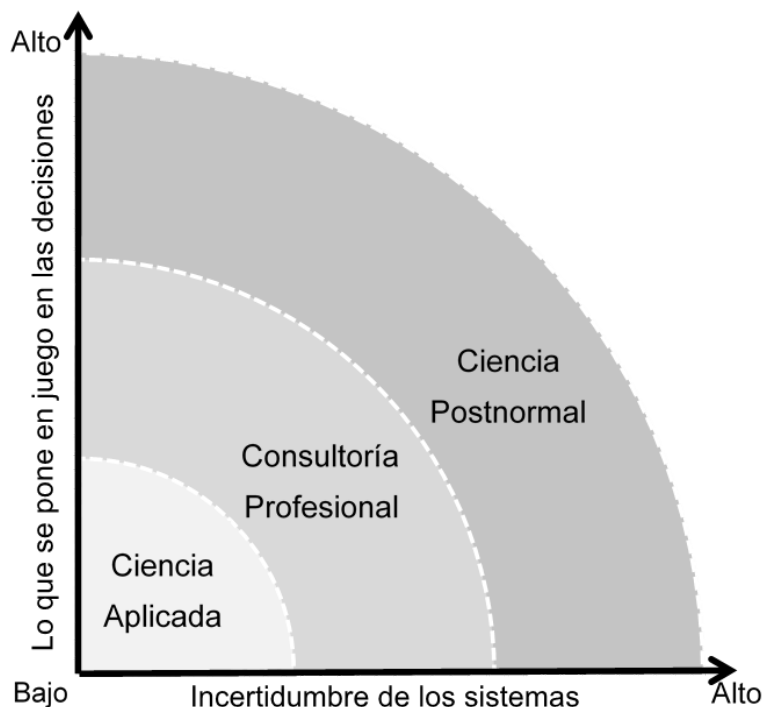 Alto
Lo que se pone en juego en las decisiones
Ciencia
Postnormal
Consultoría
Profesional
Ciencia
Aplicada
Bajo
Incertidumbre de los sistemas
Alto